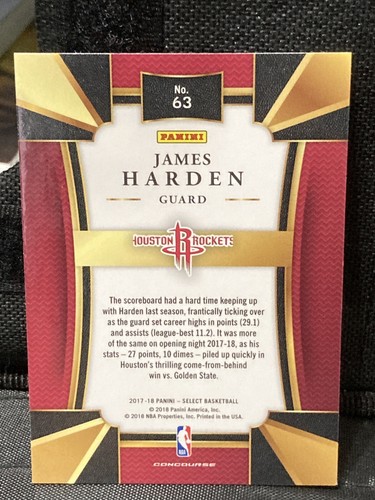 No.
63
PANINI
JAMES
HARDEN
GUARD
HOUSTON ROCKETS
The scoreboard had a hard time keeping up
with Harden last season, frantically ticking over
as the guard set career highs in points (29.1)
and assists (league-best 11.2). It was more
of the same on opening night 2017-18, as his
stats – 27 points, 10 dimes – piled up quickly in
Houston's thrilling come-from-behind
win vs. Golden State.
2017-18 PANINI – SELECT BASKETBALL
© 2018 Panini America, Inc.
© 2018 NBA Properties, Inc. Printed in the USA.
NBA
CONCOURSE